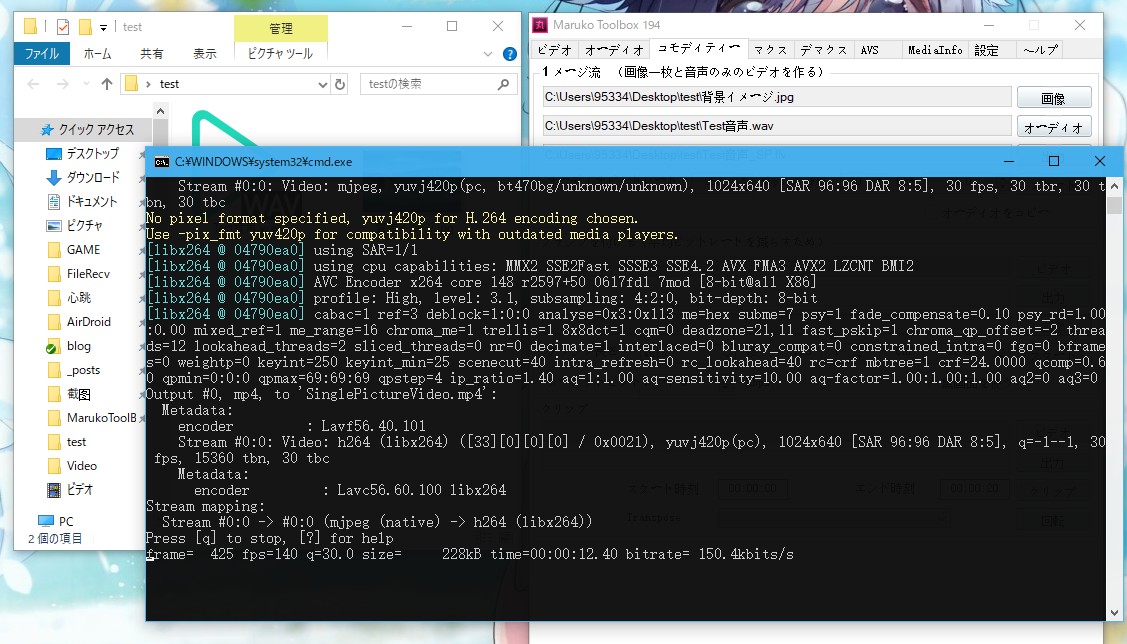 test
管理
ファイル
ホーム
共有
表示
ピクチャ ツール
test
testの検索
クイック アクセス
デスクトップ
ダウンロード
ドキュメント
ピクチャ
GAME
FileRecv
心跳
AirDroid
blog
_posts
截图
MarukoToolB
test
Video
ビデオ
PC
2 個の項目
Maruko Toolbox 194
ビデオ
オーディオ
コモディティー
マクス
デマクス
AVS
MediaInfo
設定
ヘルプ
1メージ流 （画像一枚と音声のみのビデオを作る）
C:\Users\95334\Desktop\test\背景イメージ.jpg
画像
C:\Users\95334\Desktop\test\Test音声.wav
オーディオ
C:¥WINDOWS¥system32¥cmd.exe
Stream #0:0: Video: mjpeg, yuvj420p(pc, bt470bg/unknown/unknown), 1024x640 [SAR 96:96 DAR 8:5], 30 fps, 30 tbr, 30 t
bn, 30 tbc
No pixel format specified, yuvj420p for H.264 encoding chosen.
Use -pix_fmt yuv420p for compatibility with outdated media players.
[libx264 @ 04790ea0] using SAR=1/1
[libx264 @ 04790ea0] using cpu capabilities: MMX2 SSE2Fast SSSE3 SSE4.2 AVX FMA3 AVX2 LZCNT BMI2
[libx264 @ 04790ea0] AVC Encoder x264 core 148 r2597+50 0617fd1 7mod [8-bit@all X86]
[libx264 @ 04790ea0] profile: High, level: 3.1, subsampling: 4:2:0, bit-depth: 8-bit
[libx264 @ 04790ea0] cabac=1 ref=3 deblock=1:0:0 analyse=0x3:0x113 me=hex subme=7 psy=1 fade_compensate=0.10 psy_rd=1.00
:0.00 mixed_ref=1 me_range=16 chroma_me=1 trellis=1 8x8dct=1 cqm=0 deadzone=21,11 fast_pskip=1 chroma_qp_offset=-2 threa
ds=12 lookahead_threads=2 sliced_threads=0 nr=0 decimate=1 interlaced=0 bluray_compat=0 constrained_intra=0 fgo=0 bframe
s=0 weightp=0 keyint=250 keyint_min=25 scenecut=40 intra_refresh=0 rc_lookahead=40 rc=crf mbtree=1 crf=24.0000 qcomp=0.6
0 qpmin=0:0:0 qpmax=69:69:69 qpstep=4 ip_ratio=1.40 aq=1:1.00 aq-sensitivity=10.00 aq-factor=1.00:1.00:1.00 aq2=0 aq3=0
Output #0, mp4, to 'SinglePictureVideo.mp4':
Metadata:
encoder : Lavf56.40.101
Stream #0:0: Video: h264 (libx264) ([33][0][0][0] / 0x0021), yuvj420p(pc), 1024x640 [SAR 96:96 DAR 8:5], q=-1--1, 30
fps, 15360 tbn, 30 tbc
Metadata:
encoder : Lavc56.60.100 libx264
Stream mapping:
Stream #0:0 -> #0:0 (mjpeg (native) -> h264 (libx264))
Press [q] to stop, [?] for help
frame= 425 fps=140 q=30.0 size= 228kB time=00:00:12.40 bitrate= 150.4kbits/s